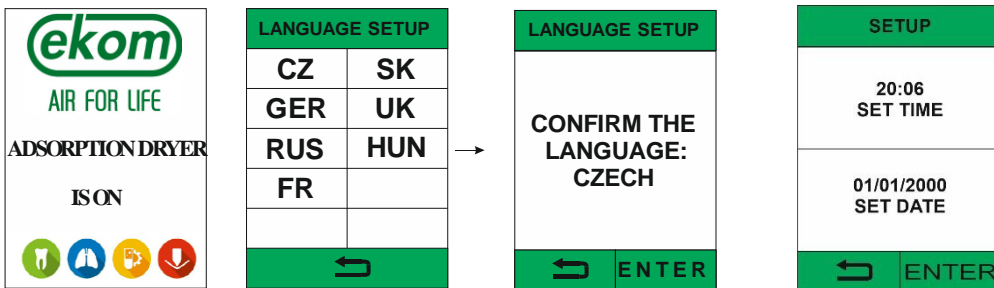 ekom
AIR FOR LIFE
ADSORPTION DRYER
IS ON
LANGUAGE SETUP
CZ SK
GER UK
RUS HUN
FR
LANGUAGE SETUP
CONFIRM THE
LANGUAGE:
CZECH
ENTER
SETUP
20:06
SET TIME
01/01/2000
SET DATE
ENTER